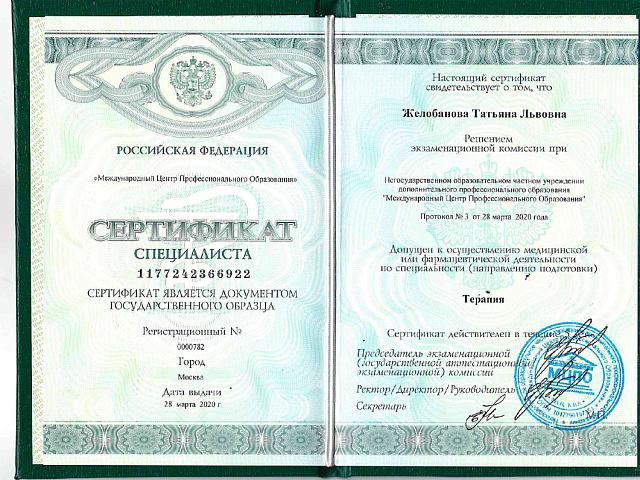 РОССИЙСКАЯ ФЕДЕРАЦИЯ
«Международный Центр Профессионального Образования»
СЕРТИФИКАТ
СПЕЦИАЛИСТА
1177242366922
СЕРТИФИКАТ ЯВЛЯЕТСЯ ДОКУМЕНТОМ
ГОСУДАРСТВЕННОГО ОБРАЗЦА
Регистрационный №
0000782
Город
Москва
Дата выдачи
28 марта 2020 г.
Настоящий сертификат
свидетельствует о том, что
Желобанова Татьяна Львовна
Решением
экзаменационной комиссии при
Негосударственном образовательном частном учреждении
дополнительного профессионального образования
"Международный Центр Профессионального Образования"
Протокол № 3 от 28 марта 2020 года
Допущен к осуществлению медицинской
или фармацевтической деятельности
по специальности (направлению подготовки)
Терапия
Сертификат действителен в течение
Председатель экзаменационной
(государственной аттестационной/
экзаменационной) комиссии
Ректор/Директор/Руководитель
Секретарь
МЦПО